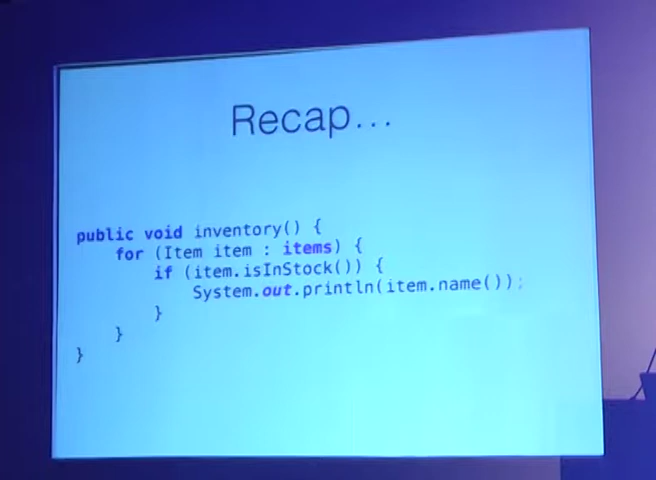 Recap...
public void inventory() {
for (Item item : items) {
if (item.isInStock()) {
System.out.println(item.name());
}
}
}